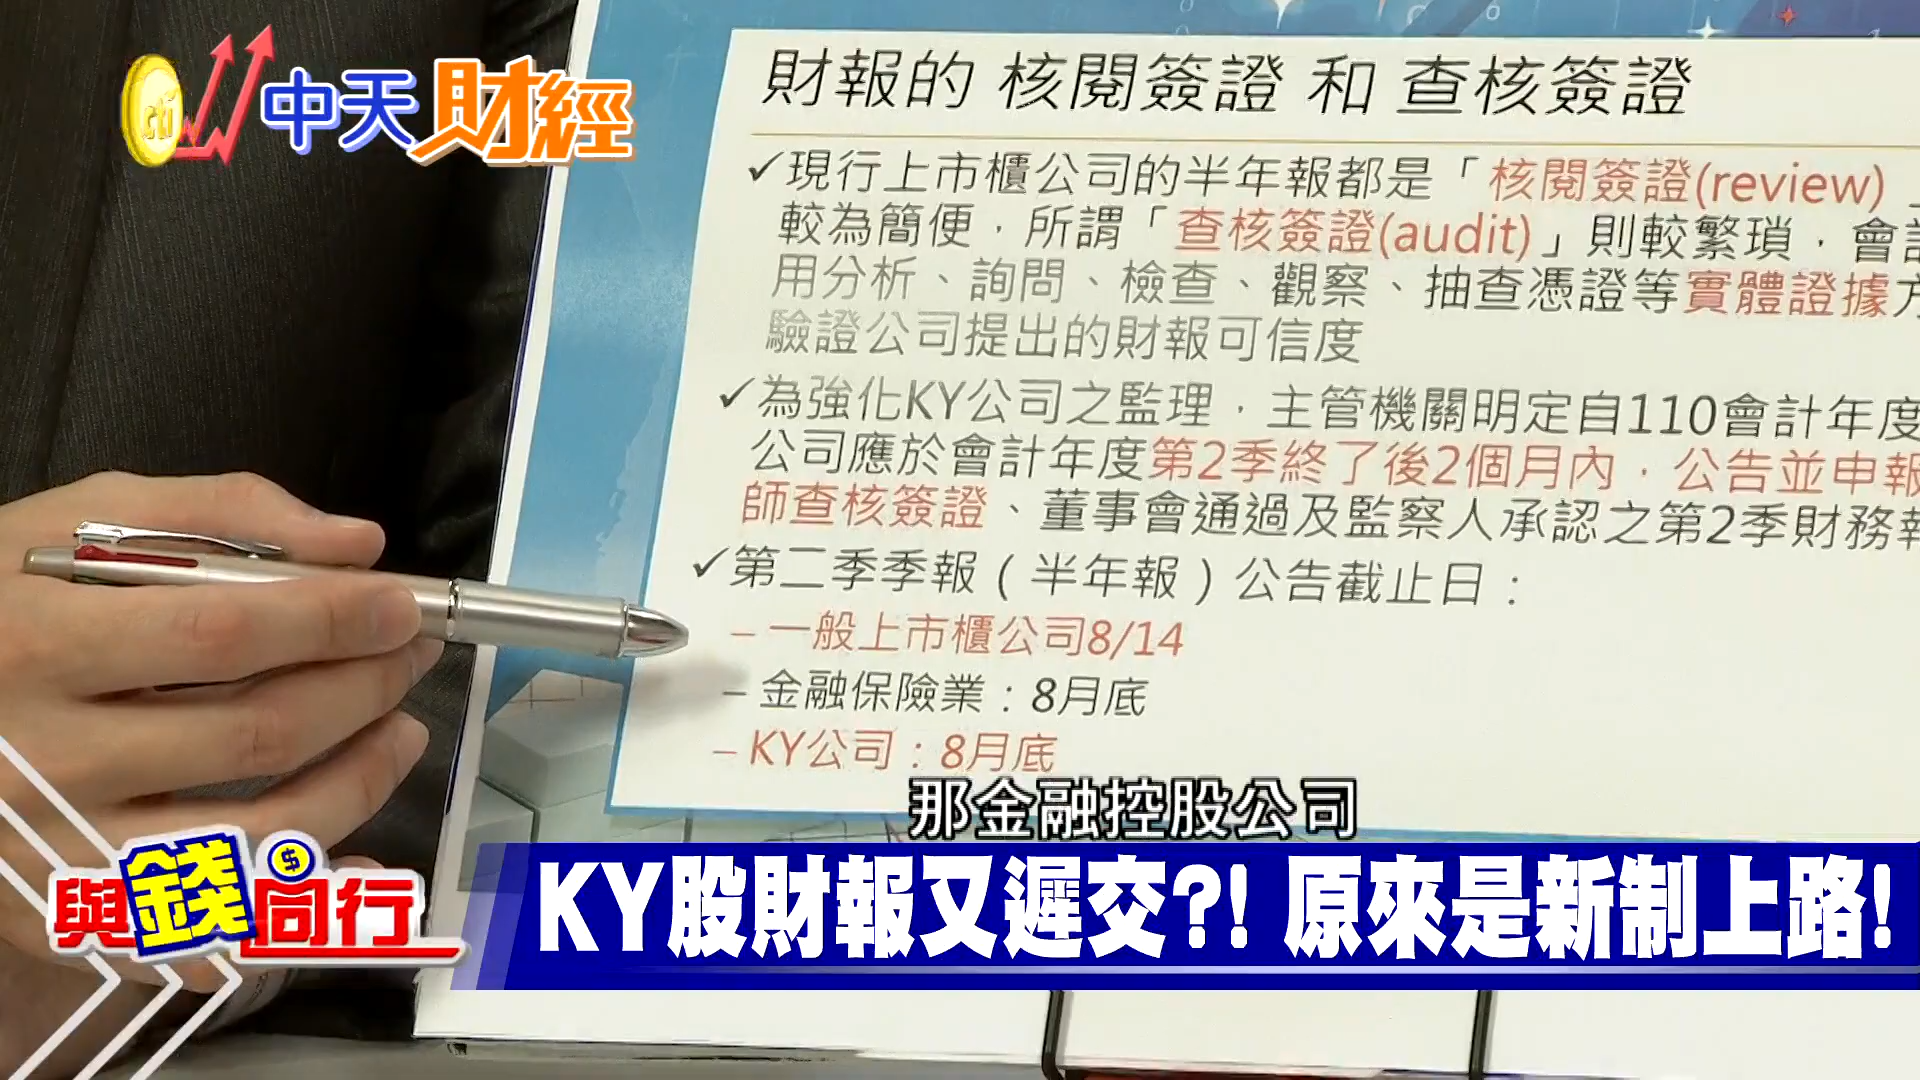 cti
中天財經
財報的 核閱簽證 和 查核簽證
✓現行上市櫃公司的半年報都是「核閱簽證(review)」
較為簡便，所謂「查核簽證(audit)」則較繁瑣，會計
用分析、詢問、檢查、觀察、抽查憑證等實體證據方
驗證公司提出的財報可信度
✓為強化KY公司之監理，主管機關明定自110會計年度
公司應於會計年度第2季終了後2個月內，公告並申報
師查核簽證、董事會通過及監察人承認之第2季財務報
✓第二季季報（半年報）公告截止日：
–一般上市櫃公司8/14
–金融保險業：8月底
–KY公司：8月底
那金融控股公司
與錢同行
KY股財報又遲交?! 原來是新制上路!